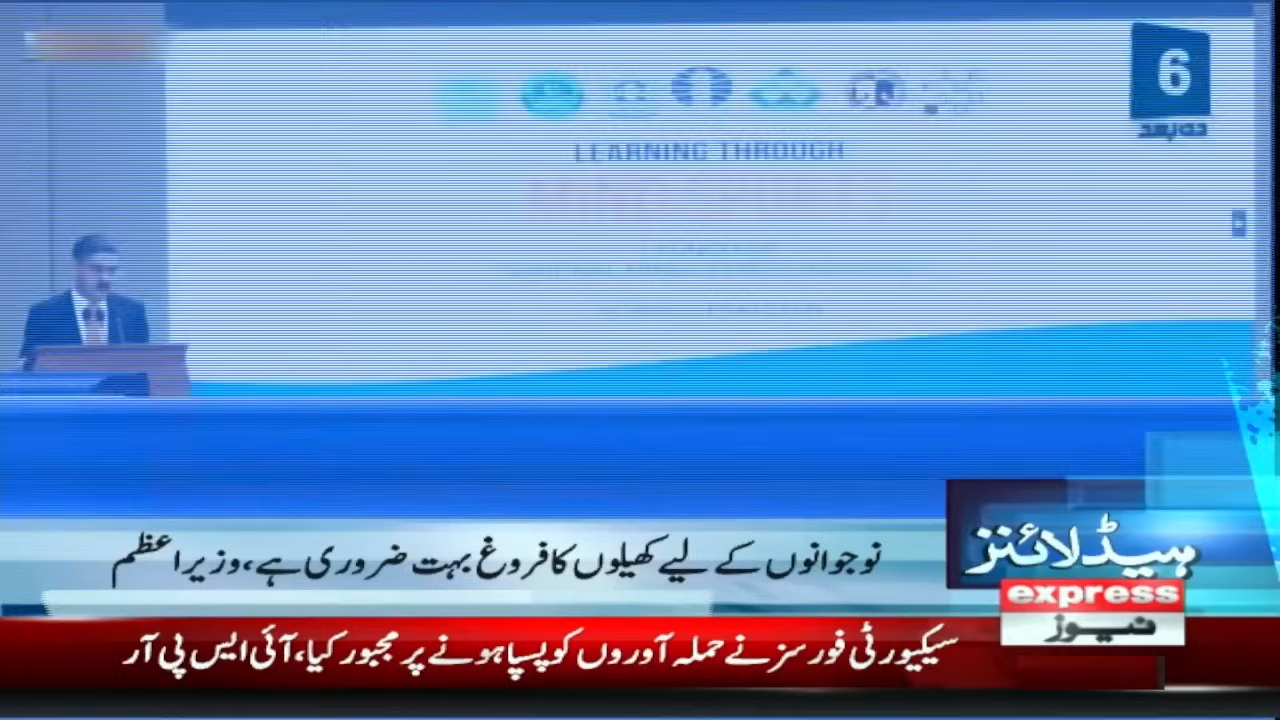 6
LEARNING THROUGH
نوجوانوں کے لیے کھیلوں کا فروغ بہت ضروری ہے، وزیراعظم
ہیڈلائنز
express
نیوز
سیکیورٹی فورسز نے حملہ آوروں کو پسپا ہونے پر مجبور کیا، آئی ایس پی آر